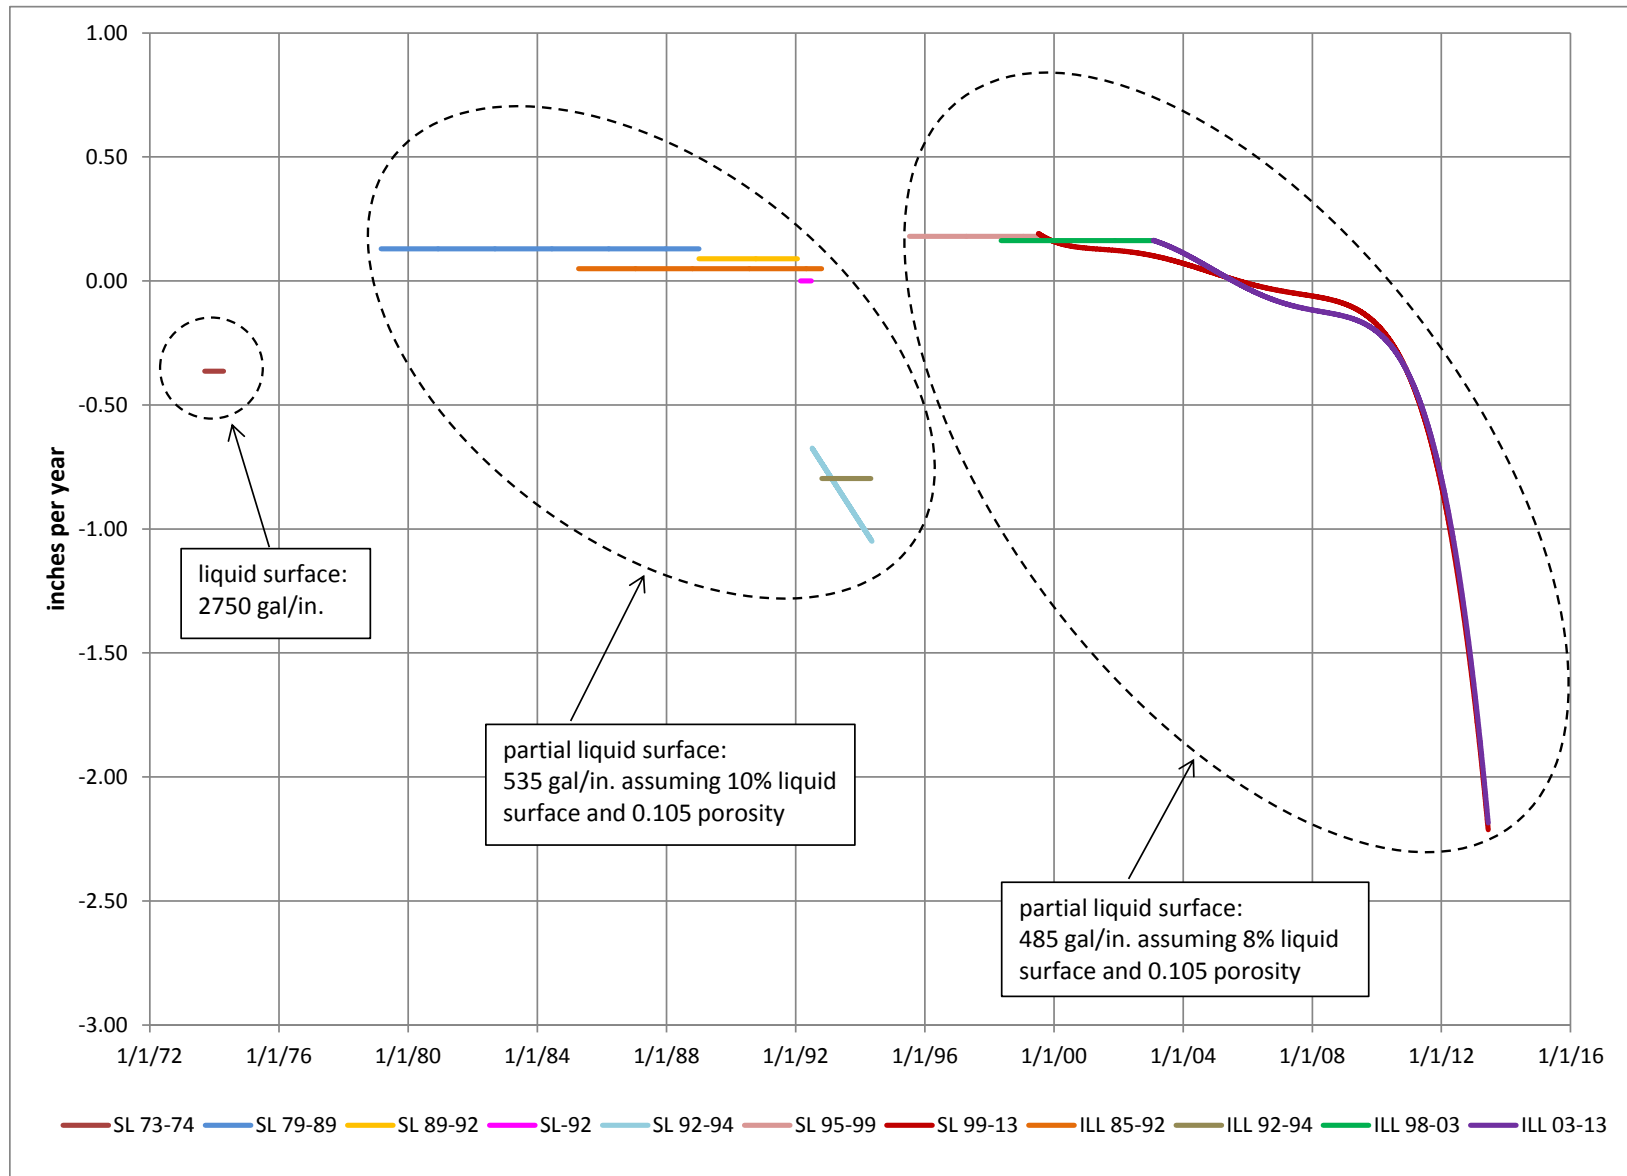 1.00
0.50
0.00
-0.50
-1.00
-1.50
-2.00
-2.50
-3.00
inches per year
liquid surface:
2750 gal/in.
partial liquid surface:
535 gal/in. assuming 10% liquid
surface and 0.105 porosity
partial liquid surface:
485 gal/in. assuming 8% liquid
surface and 0.105 porosity
1/1/72 1/1/76 1/1/80 1/1/84 1/1/88 1/1/92 1/1/96 1/1/00 1/1/04 1/1/08 1/1/12 1/1/16
SL 73-74 SL 79-89 SL 89-92 SL-92 SL 92-94 SL 95-99 SL 99-13 ILL 85-92 ILL 92-94 ILL 98-03 ILL 03-13